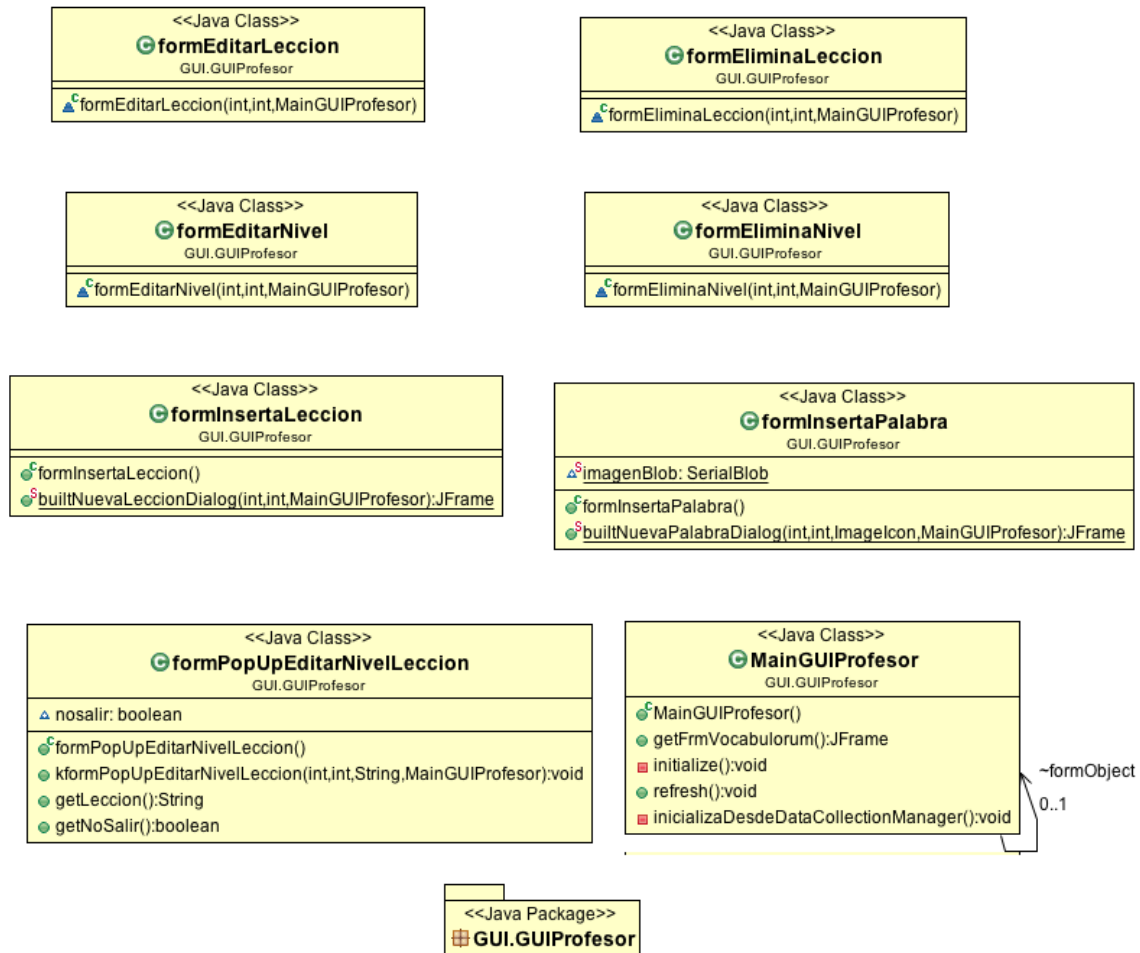 <<Java Class>>
formEditarLeccion
GUI.GUIProfesor
formEditarLeccion(int,int,MainGUIProfesor)
<<Java Class>>
formEliminaLeccion
GUI.GUIProfesor
formEliminaLeccion(int,int,MainGUIProfesor)
<<Java Class>>
formEditarNivel
GUI.GUIProfesor
formEditarNivel(int,int,MainGUIProfesor)
<<Java Class>>
formEliminaNivel
GUI.GUIProfesor
formEliminaNivel(int,int,MainGUIProfesor)
<<Java Class>>
formInsertaLeccion
GUI.GUIProfesor
formInsertaLeccion()
builtNuevaLeccionDialog(int,int,MainGUIProfesor):JFrame
<<Java Class>>
formInsertaPalabra
GUI.GUIProfesor
imagenBlob: SerialBlob
formInsertaPalabra()
builtNuevaPalabraDialog(int,int,ImageIcon,MainGUIProfesor):JFrame
<<Java Class>>
formPopUpEditarNivelLeccion
GUI.GUIProfesor
nosalir: boolean
formPopUpEditarNivelLeccion()
kformPopUpEditarNivelLeccion(int,int,String,MainGUIProfesor):void
getLeccion():String
getNoSalir():boolean
<<Java Class>>
MainGUIProfesor
GUI.GUIProfesor
MainGUIProfesor()
getFrmVocabulorum():JFrame
initialize():void
refresh():void
inicializaDesdeDataCollectionManager():void
~formObject
0..1
<<Java Package>>
GUI.GUIProfesor